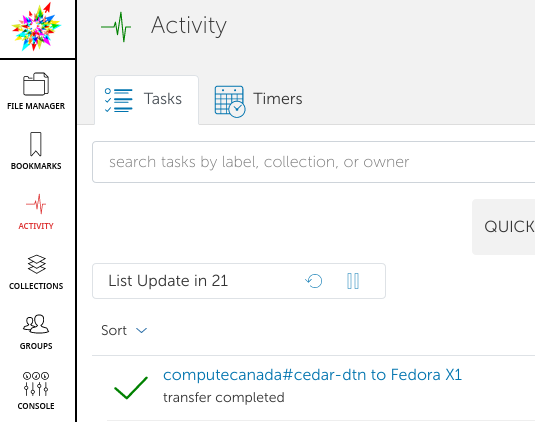 Activity
FILE MANAGER
BOOKMARKS
ACTIVITY
COLLECTIONS
GROUPS
CONSOLE
Tasks
Timers
search tasks by label, collection, or owner
QUICK
List Update in 21
Sort
computecanada#cedar-dtn to Fedora X1
transfer completed